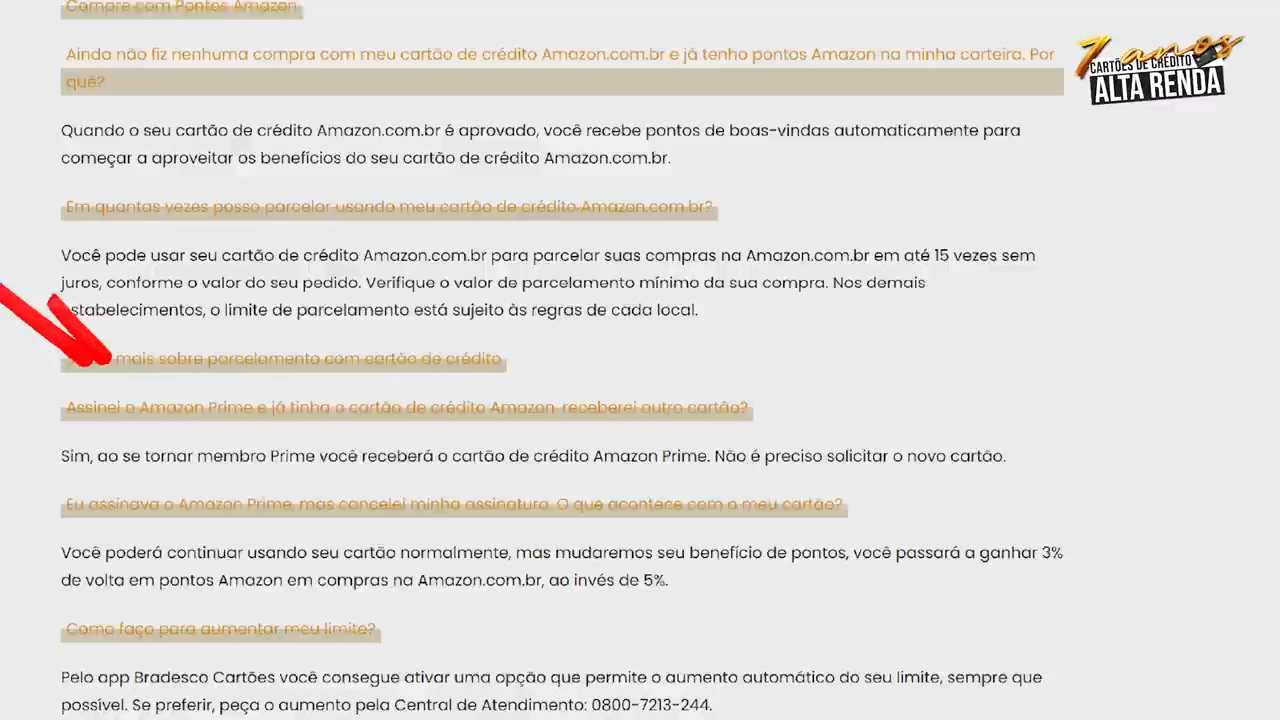 Compre com Pontos Amazon
Ainda não fiz nenhuma compra com meu cartão de crédito Amazon.com.br e já tenho pontos Amazon na minha carteira. Por
quê?
Quando o seu cartão de crédito Amazon.com.br é aprovado, você recebe pontos de boas-vindas automaticamente para
começar a aproveitar os benefícios do seu cartão de crédito Amazon.com.br.
Em quantas vezes posso parcelar usando meu cartão de crédito Amazon.com.br?
Você pode usar seu cartão de crédito Amazon.com.br para parcelar suas compras na Amazon.com.br em até 15 vezes sem
juros, conforme o valor do seu pedido. Verifique o valor de parcelamento mínimo da sua compra. Nos demais
estabelecimentos, o limite de parcelamento está sujeito às regras de cada local.
mais sobre parcelamento com cartão de crédito
Assinei o Amazon Prime e já tinha o cartão de crédito Amazon, receberei outro cartão?
Sim, ao se tornar membro Prime você receberá o cartão de crédito Amazon Prime. Não é preciso solicitar o novo cartão.
Eu assinava o Amazon Prime, mas cancelei minha assinatura. O que acontece com o meu cartão?
Você poderá continuar usando seu cartão normalmente, mas mudaremos seu benefício de pontos, você passará a ganhar 3%
de volta em pontos Amazon em compras na Amazon.com.br, ao invés de 5%.
Como faço para aumentar meu limite?
Pelo app Bradesco Cartões você consegue ativar uma opção que permite o aumento automático do seu limite, sempre que
possível. Se preferir, peça o aumento pela Central de Atendimento: 0800-7213-244.
7 anos
CARTÕES DE CRÉDITO
ALTA RENDA